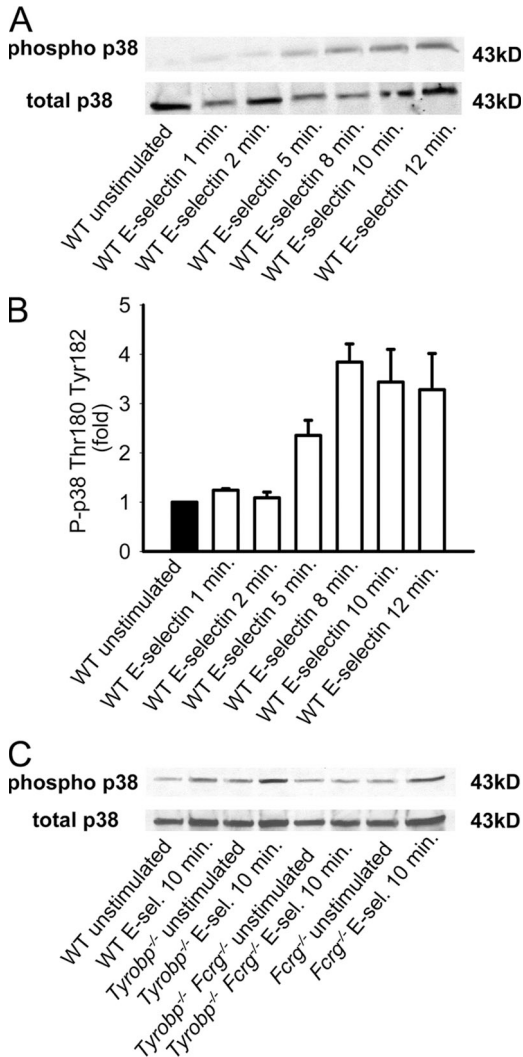 A
phospho p38 43kD
total p38 43kD
WT unstimulated
WT E-selectin 1 min.
WT E-selectin 2 min.
WT E-selectin 5 min.
WT E-selectin 8 min.
WT E-selectin 10 min.
WT E-selectin 12 min.
B
P-p38 Thr180 Tyr182
(fold)
5
4
3
2
1
0
WT unstimulated
WT E-selectin 1 min.
WT E-selectin 2 min.
WT E-selectin 5 min.
WT E-selectin 8 min.
WT E-selectin 10 min.
WT E-selectin 12 min.
C
phospho p38 43kD
total p38 43kD
WT unstimulated
WT E-sel. 10 min.
Tyrobp-/- unstimulated
Tyrobp-/- E-sel. 10 min.
Tyrobp-/- Fcrg-/- unstimulated
Tyrobp-/- Fcrg-/- E-sel. 10 min.
Fcrg-/- unstimulated
Fcrg-/- E-sel. 10 min.